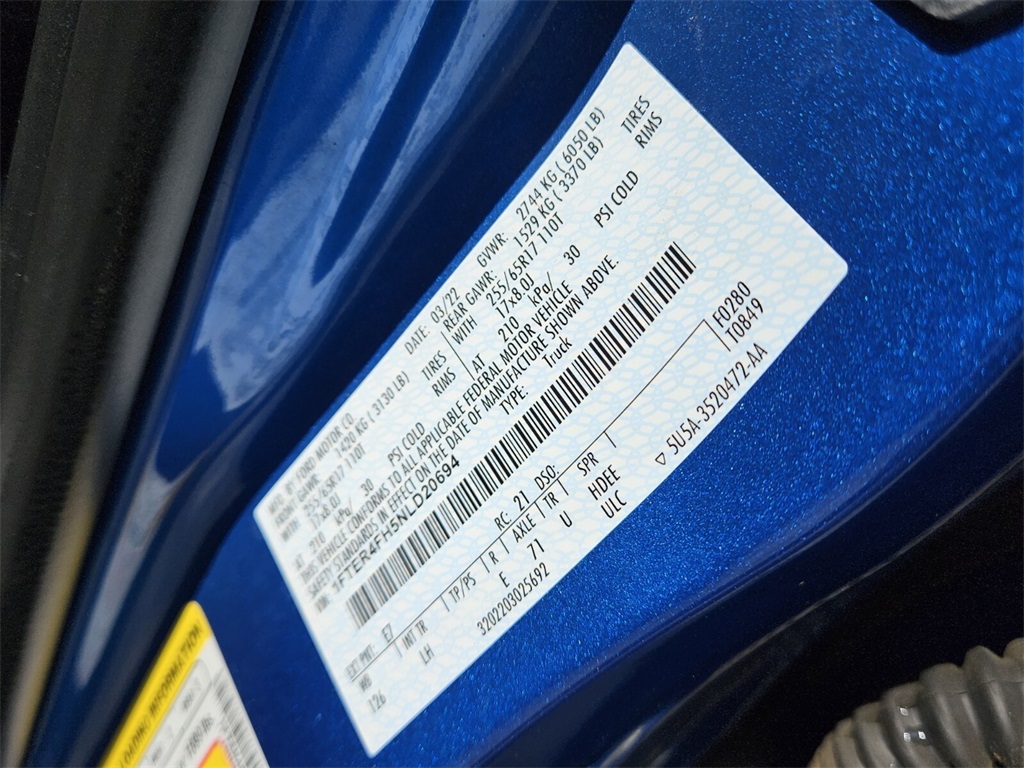 MFD. BY FORD MOTOR CO.
DATE: 03/22 GVWR: 2744 KG ( 6050 LB)
FRONT GAWR: 1420 KG ( 3130 LB) REAR GAWR: 1529 KG ( 3370 LB)
WITH 255/65R17 110T TIRES WITH 255/65R17 110T TIRES
17x8.0J RIMS 17x8.0J RIMS
AT 210 kPa/ 30 PSI COLD AT 210 kPa/ 30 PSI COLD
THIS VEHICLE CONFORMS TO ALL APPLICABLE FEDERAL MOTOR VEHICLE
SAFETY STANDARDS IN EFFECT ON THE DATE OF MANUFACTURE SHOWN ABOVE.
VIN: 1FTER4FH5NLD20694 TYPE: Truck
EXT PNT: E7 RC: 21 DSO: F0280
WB INT TR TP/PS R AXLE TR SPR T0849
126 LH E 71 U HDEE
3202203025692 ULC 5U5A-3520472-AA
LOADING INFORMATION